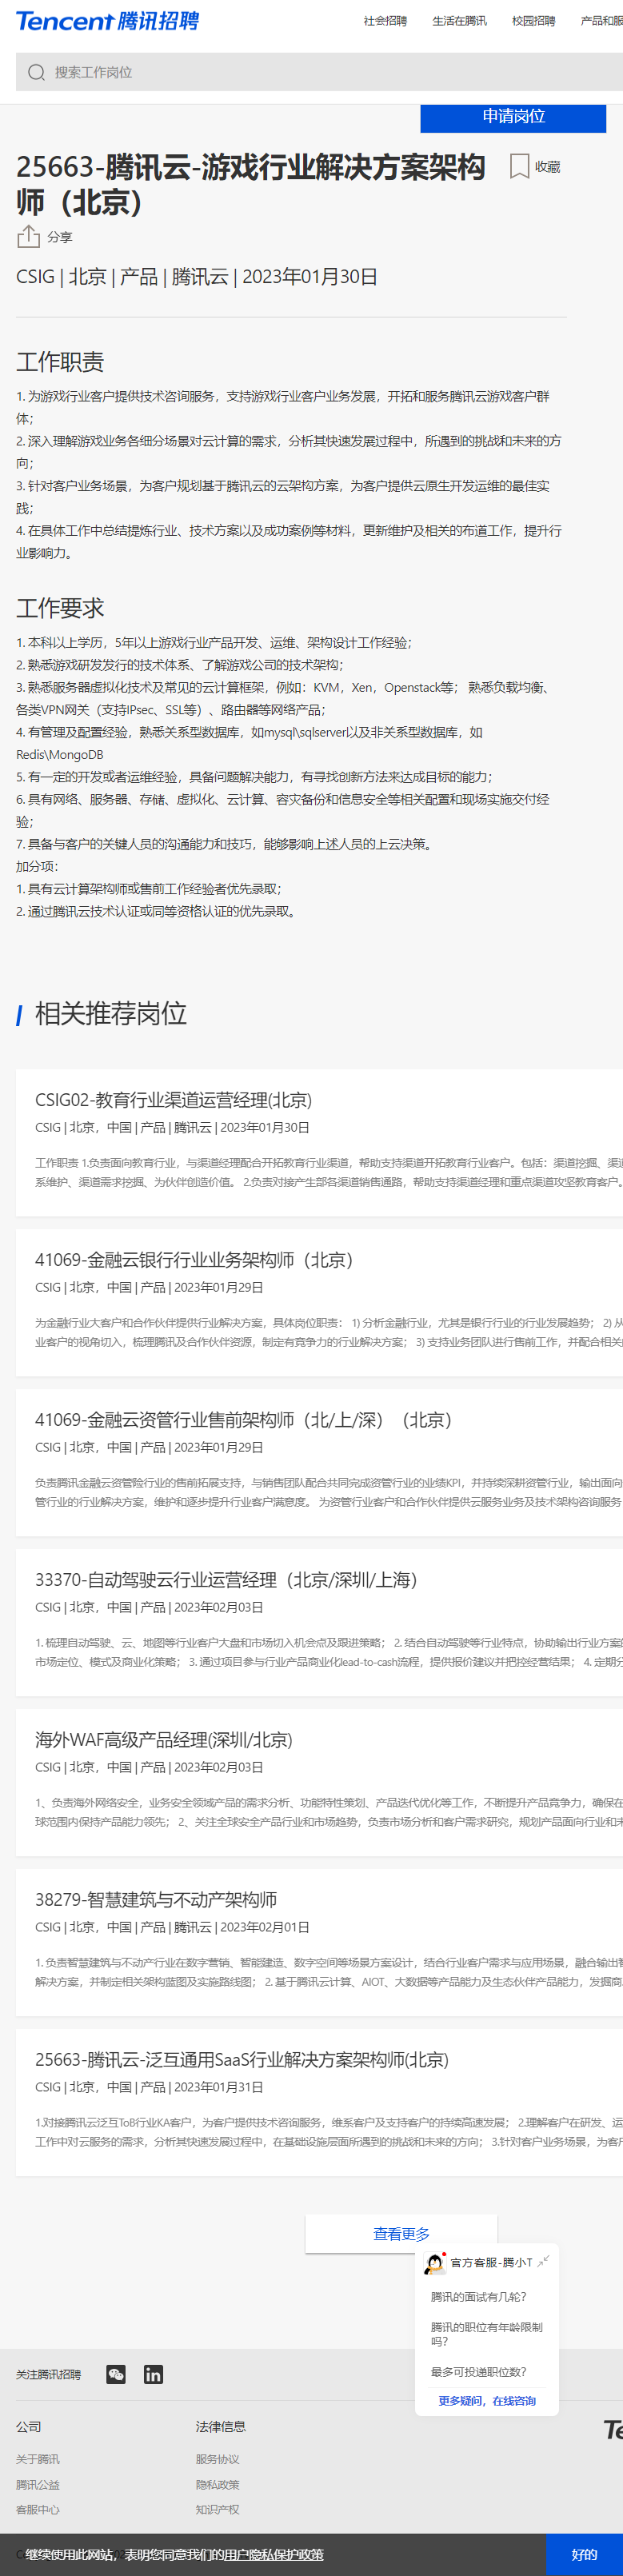 Tencent 腾讯招聘
社会招聘 生活在腾讯 校园招聘 产品和服
搜索工作岗位
申请岗位
25663-腾讯云-游戏行业解决方案架构
师（北京）
收藏
分享
CSIG | 北京 | 产品 | 腾讯云 | 2023年01月30日
工作职责
1. 为游戏行业客户提供技术咨询服务，支持游戏行业客户业务发展，开拓和服务腾讯云游戏客户群
体；
2. 深入理解游戏业务各细分场景对云计算的需求，分析其快速发展过程中，所遇到的挑战和未来的方
向；
3. 针对客户业务场景，为客户规划基于腾讯云的云架构方案，为客户提供云原生开发运维的最佳实
践；
4. 在具体工作中总结提炼行业、技术方案以及成功案例等材料，更新维护及相关的布道工作，提升行
业影响力。
工作要求
1. 本科以上学历，5年以上游戏行业产品开发、运维、架构设计工作经验；
2. 熟悉游戏研发发行的技术体系、了解游戏公司的技术架构；
3. 熟悉服务器虚拟化技术及常见的云计算框架，例如：KVM，Xen，Openstack等； 熟悉负载均衡、
各类VPN网关（支持IPsec、SSL等）、路由器等网络产品；
4. 有管理及配置经验，熟悉关系型数据库，如mysql\sqlserverl以及非关系型数据库，如
Redis\MongoDB
5. 有一定的开发或者运维经验，具备问题解决能力，有寻找创新方法来达成目标的能力；
6. 具有网络、服务器、存储、虚拟化、云计算、容灾备份和信息安全等相关配置和现场实施交付经
验；
7. 具备与客户的关键人员的沟通能力和技巧，能够影响上述人员的上云决策。
加分项：
1. 具有云计算架构师或售前工作经验者优先录取；
2. 通过腾讯云技术认证或同等资格认证的优先录取。
相关推荐岗位
CSIG02-教育行业渠道运营经理(北京)
CSIG | 北京，中国 | 产品 | 腾讯云 | 2023年01月30日
工作职责 1.负责面向教育行业，与渠道经理配合开拓教育行业渠道，帮助支持渠道开拓教育行业客户。包括：渠道挖掘、渠道
系维护、渠道需求挖掘、为伙伴创造价值。 2.负责对接产生部各渠道销售通路，帮助支持渠道经理和重点渠道攻坚教育客户。
41069-金融云银行行业业务架构师（北京）
CSIG | 北京，中国 | 产品 | 2023年01月29日
为金融行业大客户和合作伙伴提供行业解决方案，具体岗位职责： 1) 分析金融行业，尤其是银行行业的行业发展趋势； 2) 从
业客户的视角切入，梳理腾讯及合作伙伴资源，制定有竞争力的行业解决方案； 3) 支持业务团队进行售前工作，并配合相关
41069-金融云资管行业售前架构师（北/上/深）（北京）
CSIG | 北京，中国 | 产品 | 2023年01月29日
负责腾讯金融云资管险行业的售前拓展支持，与销售团队配合共同完成资管行业的业绩KPI，并持续深耕资管行业，输出面向
管行业的行业解决方案，维护和逐步提升行业客户满意度。 为资管行业客户和合作伙伴提供云服务业务及技术架构咨询服务
33370-自动驾驶云行业运营经理（北京/深圳/上海）
CSIG | 北京，中国 | 产品 | 腾讯云 | 2023年02月03日
1. 梳理自动驾驶、云、地图等行业客户大盘和市场切入机会点及跟进策略； 2. 结合自动驾驶等行业特点，协助输出行业方案的
市场定位、模式及商业化策略； 3. 通过项目参与行业产品商业化lead-to-cash流程，提供报价建议并把控经营结果； 4. 定期分
海外WAF高级产品经理(深圳/北京)
CSIG | 北京，中国 | 产品 | 腾讯云 | 2023年02月03日
1、负责海外网络安全，业务安全领域产品的需求分析、功能特性策划、产品迭代优化等工作，不断提升产品竞争力，确保在
球范围内保持产品能力领先； 2、关注全球安全产品行业和市场趋势，负责市场分析和客户需求研究，规划产品面向行业和未
38279-智慧建筑与不动产架构师
CSIG | 北京，中国 | 产品 | 腾讯云 | 2023年02月01日
1. 负责智慧建筑与不动产行业在数字营销、智能建造、数字空间等场景方案设计，结合行业客户需求与应用场景，融合输出智
解决方案，并制定相关架构蓝图及实施路线图； 2. 基于腾讯云计算、AIOT、大数据等产品能力及生态伙伴产品能力，发掘商
25663-腾讯云-泛互通用SaaS行业解决方案架构师(北京)
CSIG | 北京，中国 | 产品 | 2023年01月31日
1.对接腾讯云泛互ToB行业KA客户，为客户提供技术咨询服务，维系客户及支持客户的持续高速发展； 2.理解客户在研发、运
工作中对云服务的需求，分析其快速发展过程中，在基础设施层面所遇到的挑战和未来的方向； 3.针对客户业务场景，为客户
查看更多
官方客服-腾小T
腾讯的面试有几轮？
腾讯的职位有年龄限制
吗？
最多可投递职位数？
更多疑问，在线咨询
关注腾讯招聘
公司 法律信息 Te
关于腾讯 服务协议
腾讯公益 隐私政策
客服中心 知识产权
继续使用此网站，表明您同意我们的用户隐私保护政策 好的